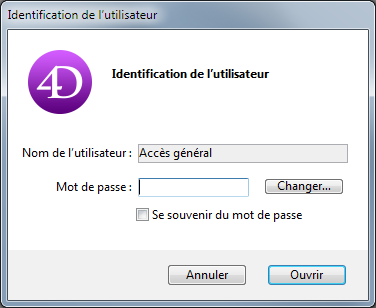 Identification de l'utilisateur
4D
Identification de l'utilisateur
Nom de l'utilisateur : Accès général
Mot de passe : Changer...
Se souvenir du mot de passe
Annuler Ouvrir